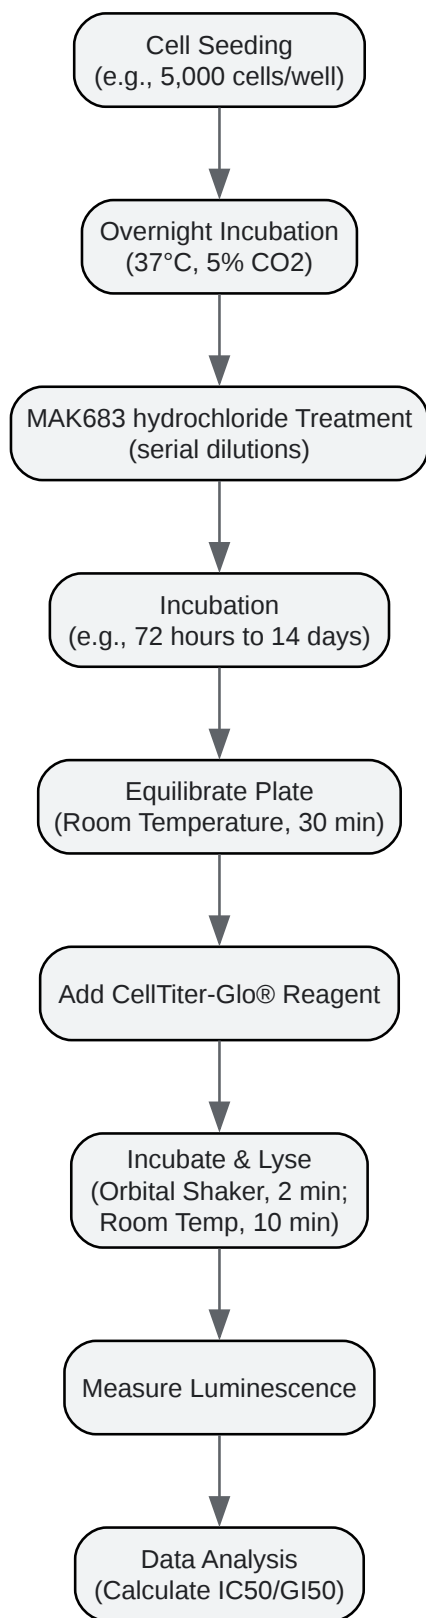 Cell Seeding
(e.g., 5,000 cells/well)
Overnight Incubation
(37°C, 5% CO2)
MAK683 hydrochloride Treatment
(serial dilutions)
Incubation
(e.g., 72 hours to 14 days)
Equilibrate Plate
(Room Temperature, 30 min)
Add CellTiter-Glo® Reagent
Incubate & Lyse
(Orbital Shaker, 2 min;
Room Temp, 10 min)
Measure Luminescence
Data Analysis
(Calculate IC50/GI50)